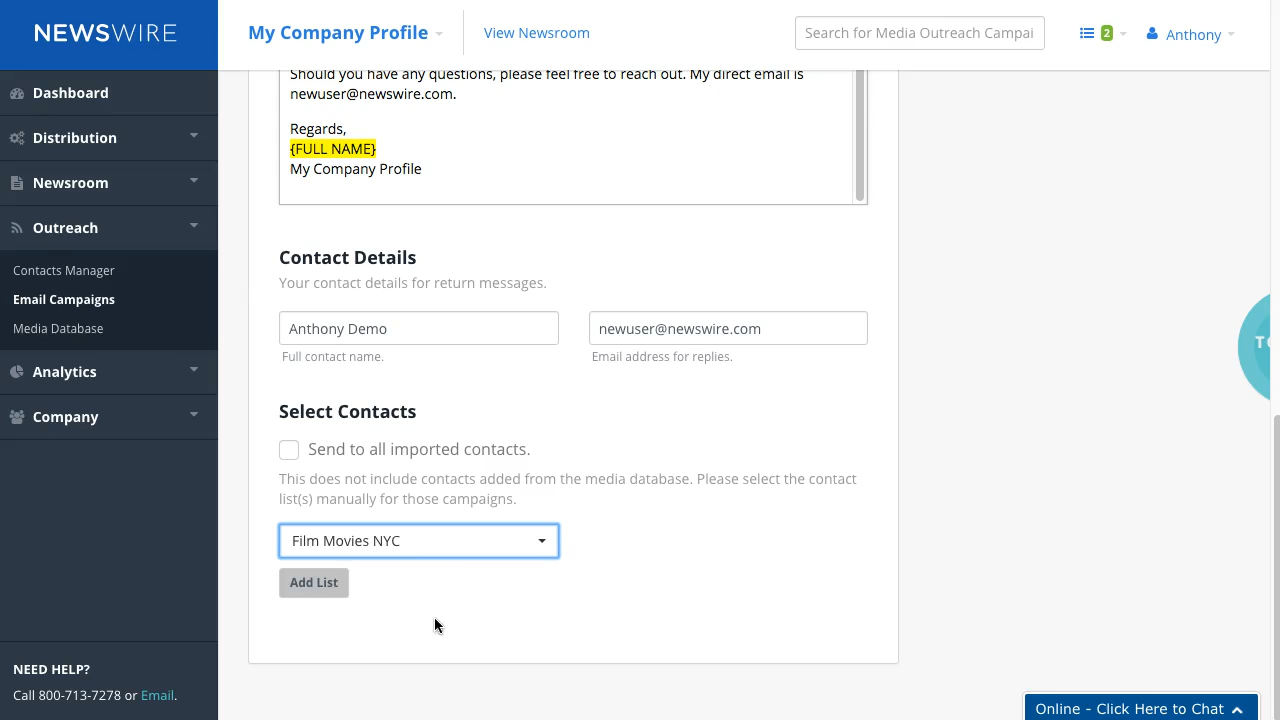 NEWSWIRE
My Company Profile
View Newsroom
Search for Media Outreach Campai
2
Anthony
Dashboard
Distribution
Newsroom
Outreach
Contacts Manager
Email Campaigns
Media Database
Analytics
Company
NEED HELP?
Call 800-713-7278 or Email.
Should you have any questions, please feel free to reach out. My direct email is
newuser@newswire.com.
Regards,
{FULL NAME}
My Company Profile
Contact Details
Your contact details for return messages.
Anthony Demo
newuser@newswire.com
Full contact name.
Email address for replies.
Select Contacts
Send to all imported contacts.
This does not include contacts added from the media database. Please select the contact
list(s) manually for those campaigns.
Film Movies NYC
Add List
Online - Click Here to Chat